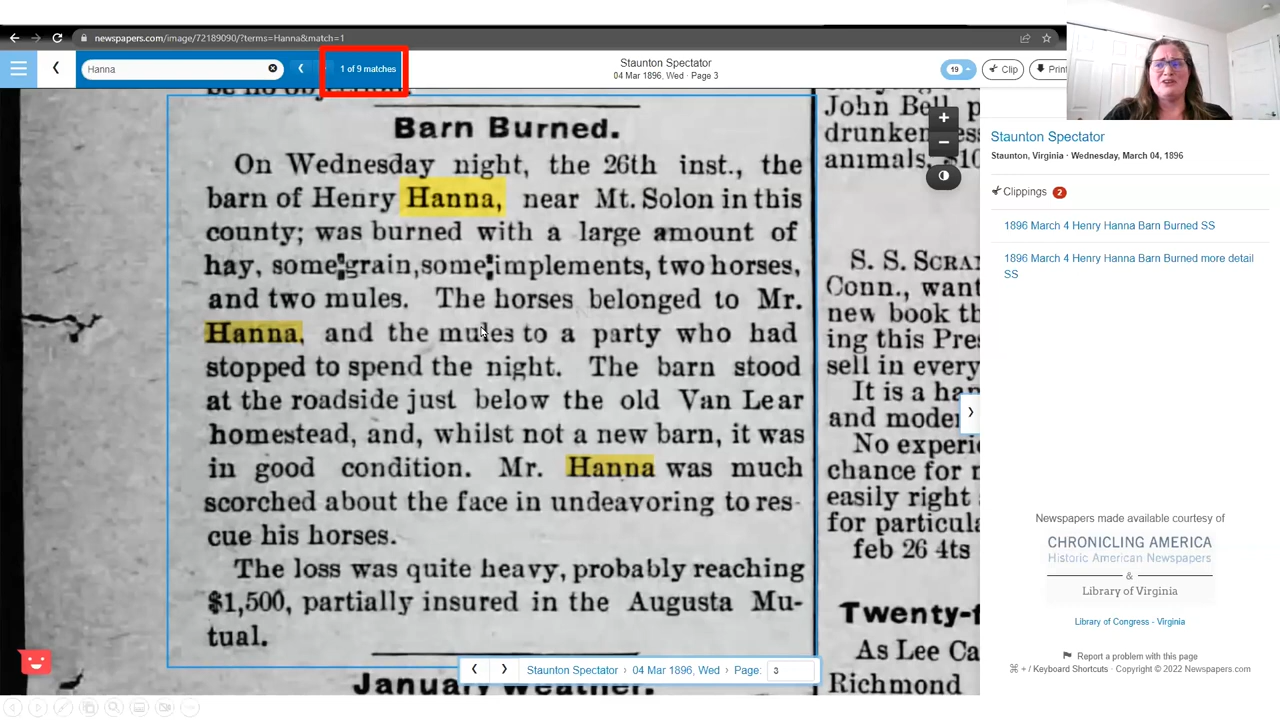 newspapers.com/image/72189090/?terms=Hanna&match=1
Hanna
1 of 9 matches
Staunton Spectator
04 Mar 1896, Wed · Page 3
19
Clip
Print
be no
Barn Burned.
On Wednesday night, the 26th inst., the
barn of Henry Hanna, near Mt. Solon in this
county; was burned with a large amount of
hay, some grain, some implements, two horses,
and two mules. The horses belonged to Mr.
Hanna, and the mules to a party who had
stopped to spend the night. The barn stood
at the roadside just below the old Van Lear
homestead, and, whilst not a new barn, it was
in good condition. Mr. Hanna was much
scorched about the face in undeavoring to res-
cue his horses.
The loss was quite heavy, probably reaching
$1,500, partially insured in the Augusta Mu-
tual.
January Weather.
John Bell, p
drunken
animals,
S. S. SCRA
Conn., want
new book th
ing this Pre
sell in every
It is a ha
and mode
No experi
chance for
easily right
for particula
feb 26 4ts
Twenty-f
As Lee Ca
Richmond
Staunton Spectator › 04 Mar 1896, Wed › Page: 3
Staunton Spectator
Staunton, Virginia · Wednesday, March 04, 1896
Clippings 2
1896 March 4 Henry Hanna Barn Burned SS
1896 March 4 Henry Hanna Barn Burned more detail
SS
Newspapers made available courtesy of
CHRONICLING AMERICA
Historic American Newspapers
&
Library of Virginia
Library of Congress - Virginia
Report a problem with this page
⌘ + / Keyboard Shortcuts · Copyright © 2022 Newspapers.com